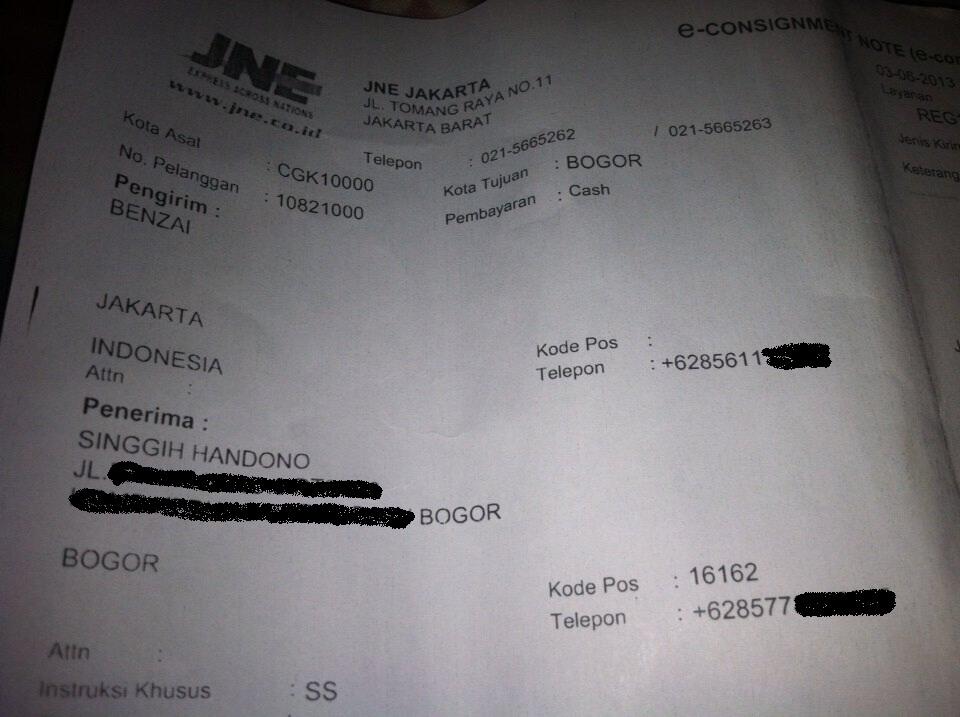 e-CONSIGNMENT NOTE (e-con
JNE
EXPRESS ACROSS NATIONS
www.jne.co.id
JNE JAKARTA
JL. TOMANG RAYA NO.11
JAKARTA BARAT
Telepon : 021-5665262 / 021-5665263
Kota Asal : CGK10000
Kota Tujuan : BOGOR
No. Pelanggan : 10821000
Pembayaran : Cash
Pengirim :
BENZAI
JAKARTA
INDONESIA
Kode Pos :
Attn :
Telepon : +6285611
Penerima :
SINGGIH HANDONO
JL.
BOGOR
BOGOR
Kode Pos : 16162
Telepon : +628577
Attn :
Instruksi Khusus : SS
03-06-2013
Layanan
REG
Jenis Kirim
Keterang